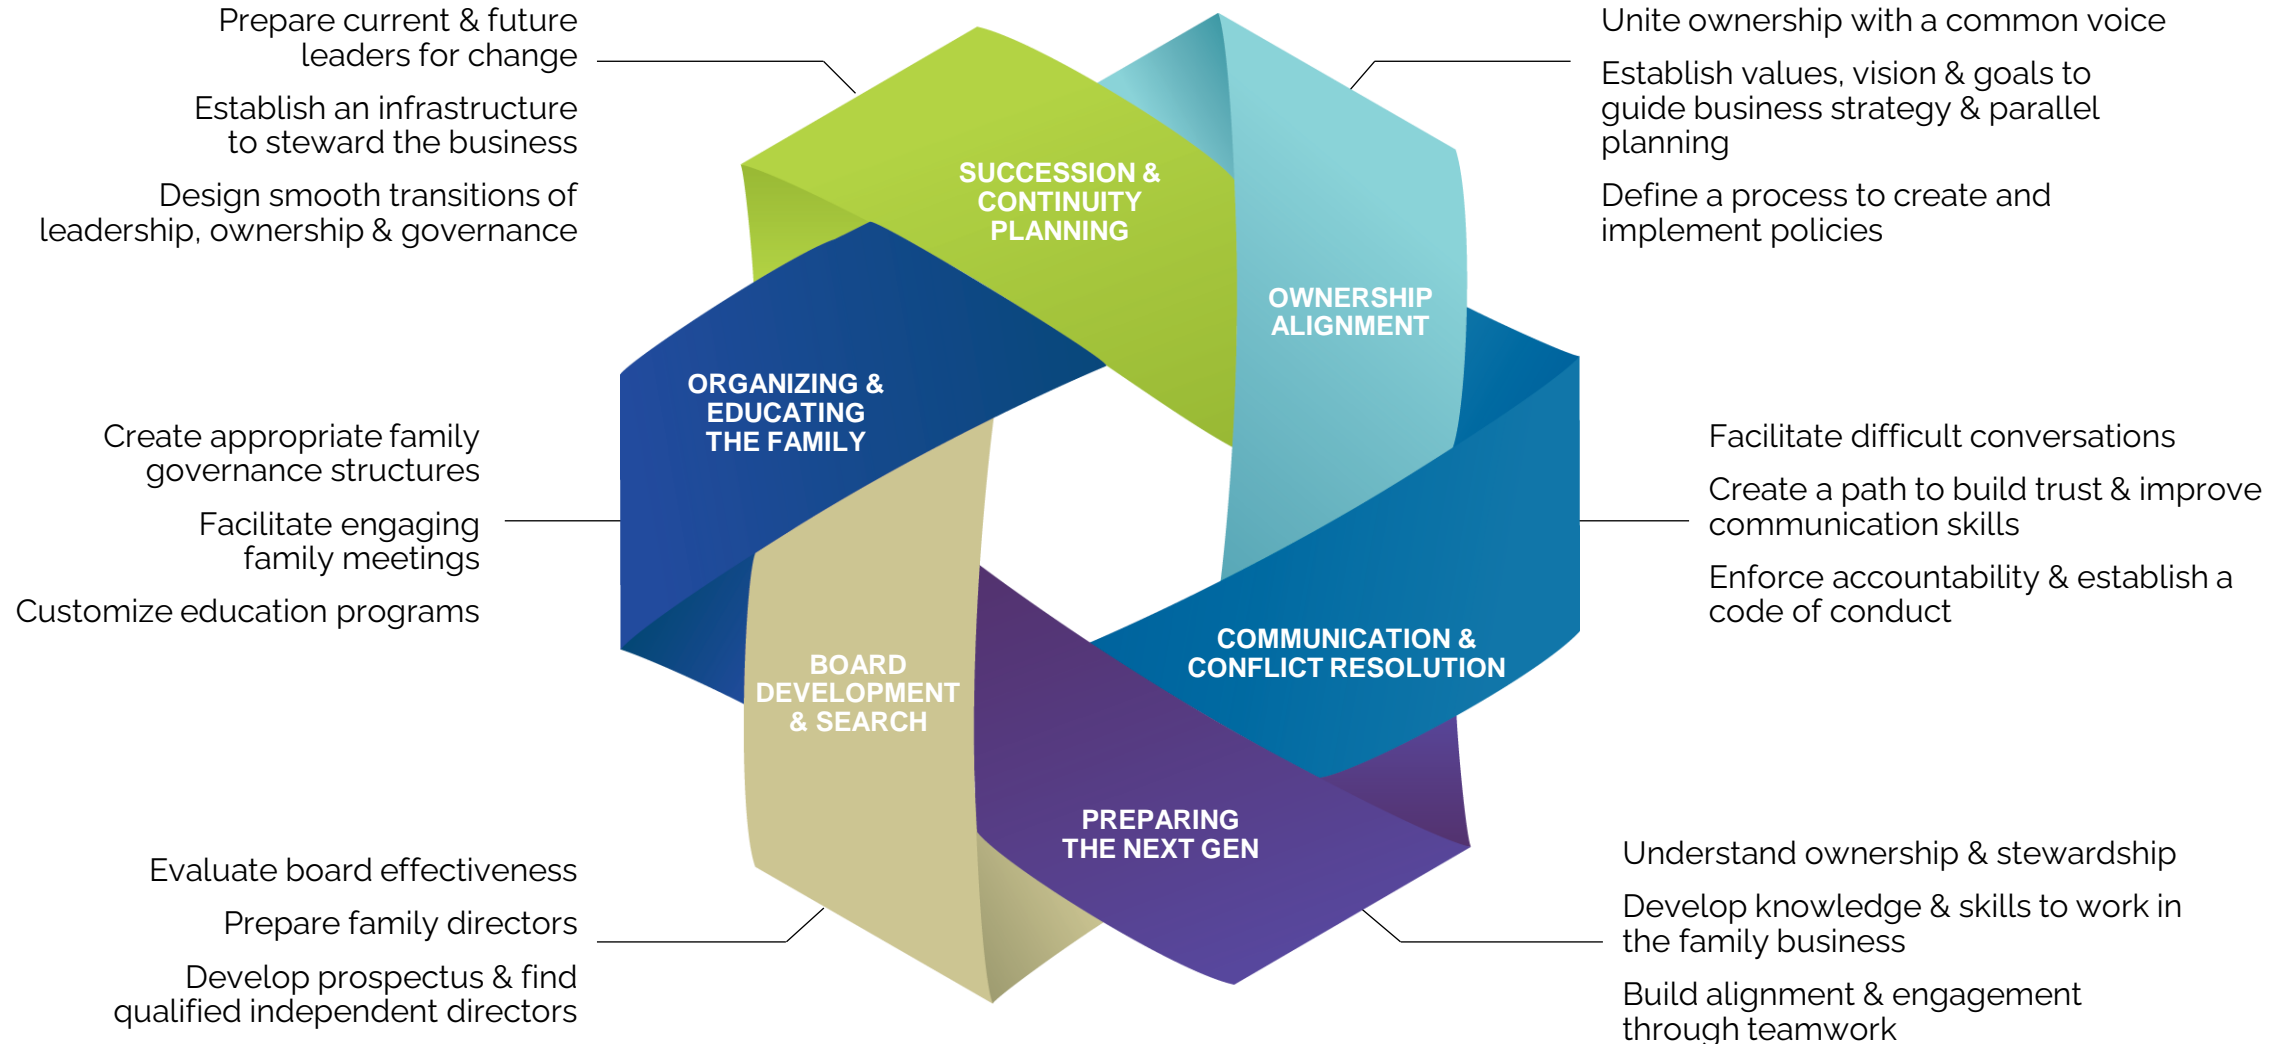 Prepare current & future
leaders for change
Establish an infrastructure
to steward the business
Design smooth transitions of
leadership, ownership & governance
SUCCESSION &
CONTINUITY
PLANNING
Unite ownership with a common voice
Establish values, vision & goals to
guide business strategy & parallel
planning
Define a process to create and
implement policies
OWNERSHIP
ALIGNMENT
Create appropriate family
governance structures
Facilitate engaging
family meetings
Customize education programs
ORGANIZING &
EDUCATING
THE FAMILY
Facilitate difficult conversations
Create a path to build trust & improve
communication skills
Enforce accountability & establish a
code of conduct
COMMUNICATION &
CONFLICT RESOLUTION
Evaluate board effectiveness
Prepare family directors
Develop prospectus & find
qualified independent directors
BOARD
DEVELOPMENT
& SEARCH
PREPARING
THE NEXT GEN
Understand ownership & stewardship
Develop knowledge & skills to work in
the family business
Build alignment & engagement
through teamwork